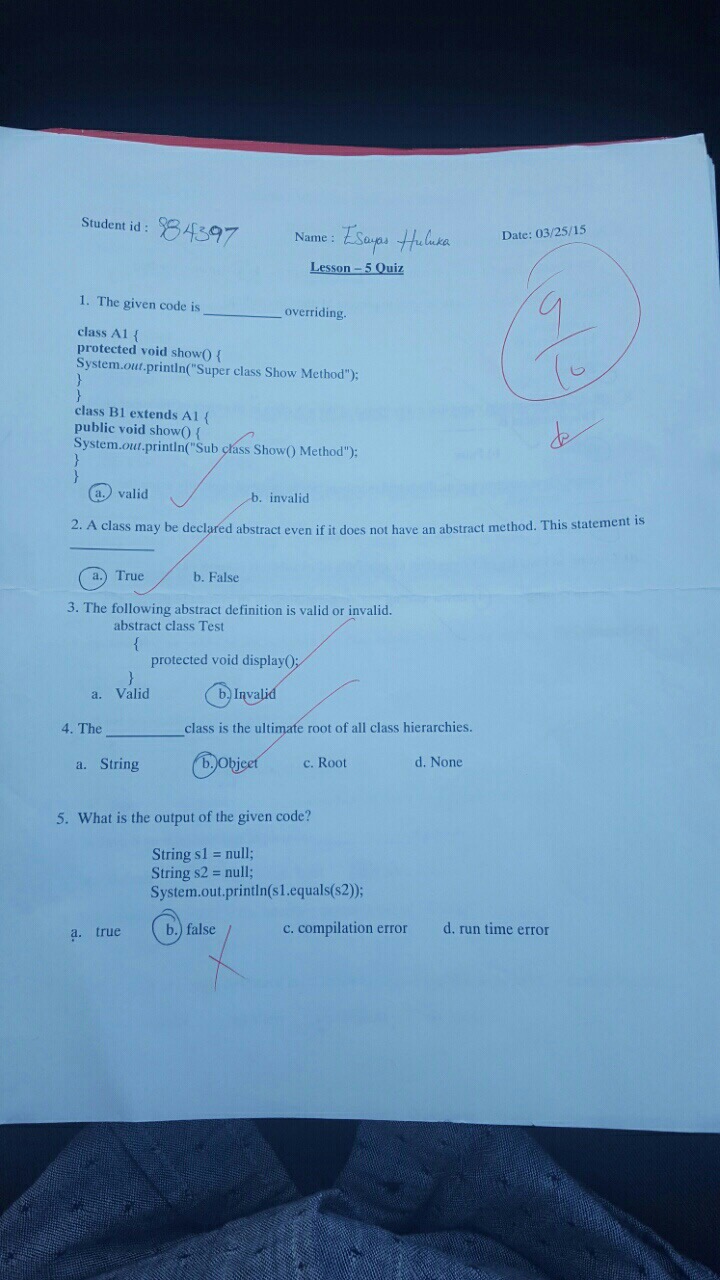 Student id : 984397 Name : Esayas Huluka Date: 03/25/15
Lesson – 5 Quiz
1. The given code is ________ overriding.
class A1 {
protected void show() {
System.out.println("Super class Show Method");
}
}
class B1 extends A1 {
public void show() {
System.out.println("Sub class Show() Method");
}
}
a. valid b. invalid
2. A class may be declared abstract even if it does not have an abstract method. This statement is
________
a. True b. False
3. The following abstract definition is valid or invalid.
abstract class Test
{
protected void display();
}
a. Valid b. Invalid
4. The ________ class is the ultimate root of all class hierarchies.
a. String b. Object c. Root d. None
5. What is the output of the given code?
String s1 = null;
String s2 = null;
System.out.println(s1.equals(s2));
a. true b. false c. compilation error d. run time error
9
10